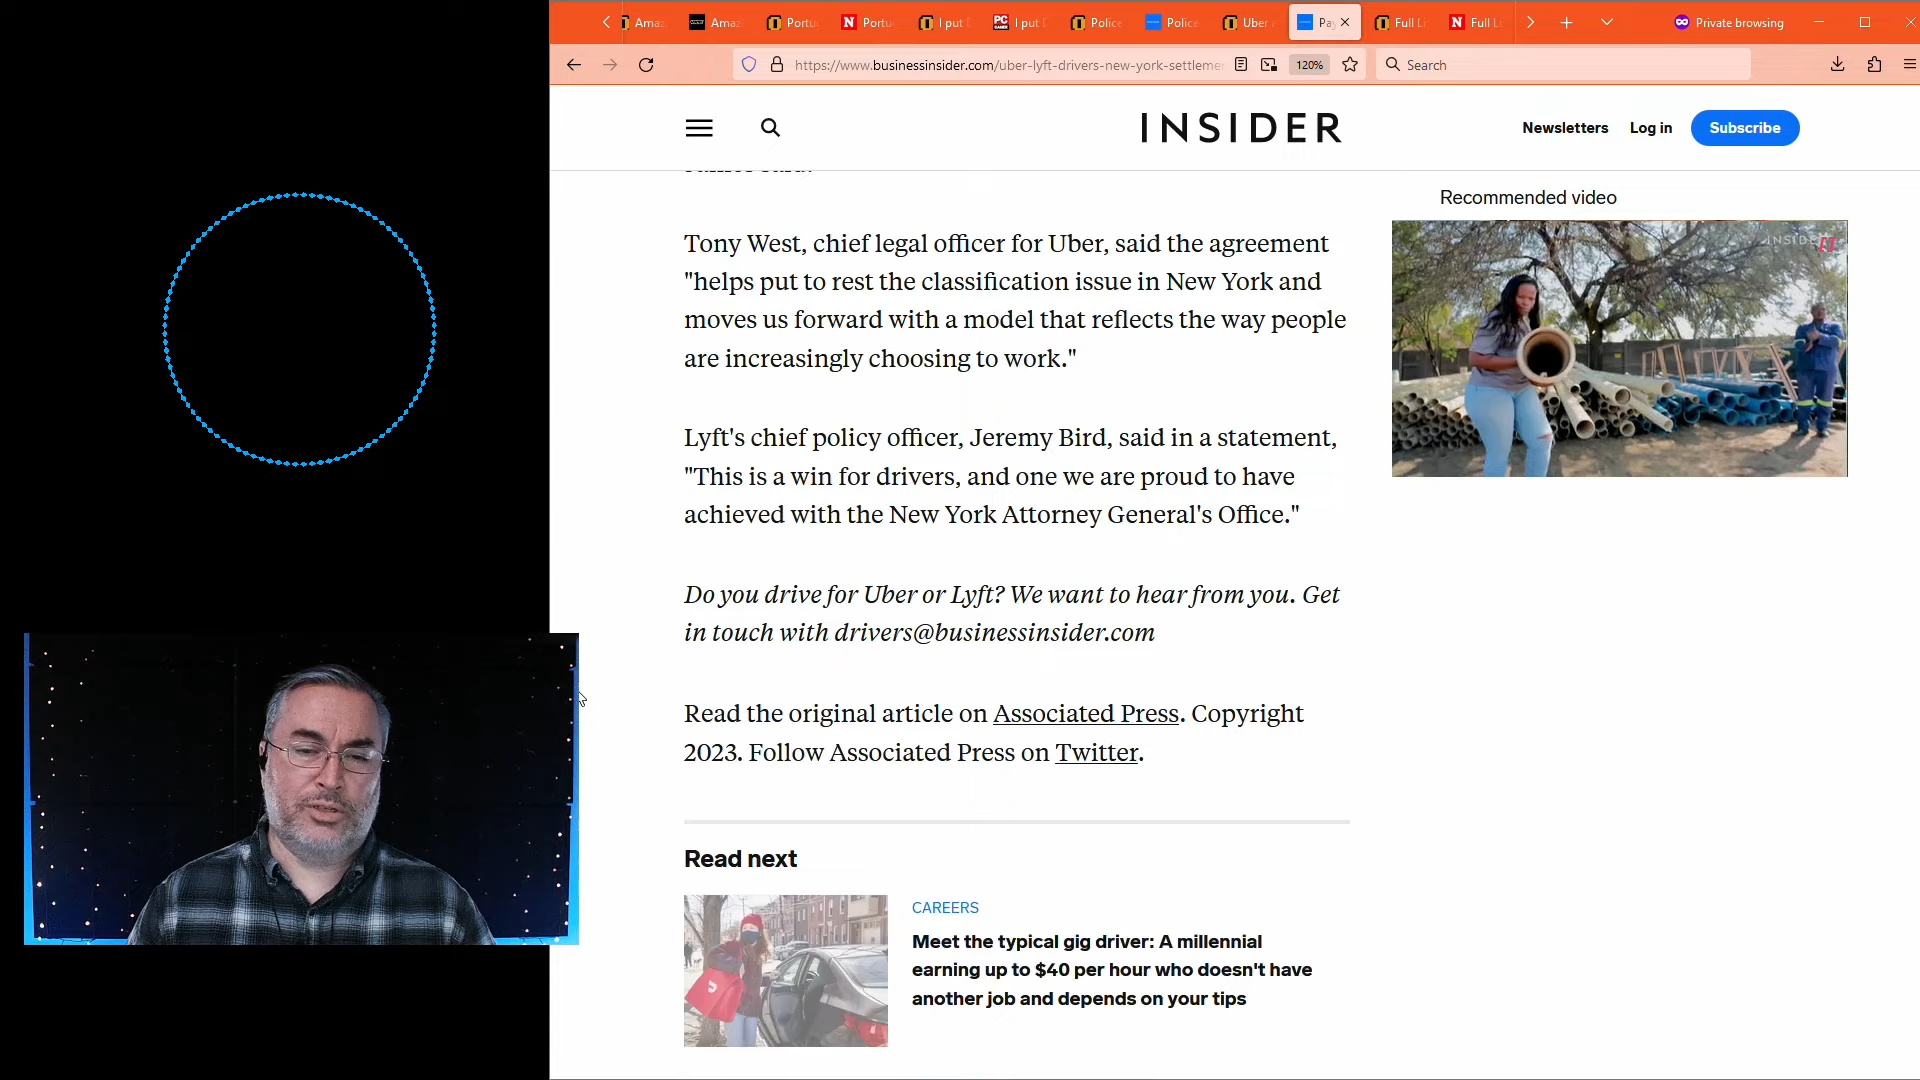 Amaz
Amaz
Portu
Portu
I put D
I put D
Police
Police
Uber a
Pay
Full Li
Full Li
Private browsing
https://www.businessinsider.com/uber-lyft-drivers-new-york-settlemen
120%
Search
INSIDER
Newsletters
Log in
Subscribe
Recommended video
INSIDER
Tony West, chief legal officer for Uber, said the agreement
"helps put to rest the classification issue in New York and
moves us forward with a model that reflects the way people
are increasingly choosing to work."
Lyft's chief policy officer, Jeremy Bird, said in a statement,
"This is a win for drivers, and one we are proud to have
achieved with the New York Attorney General's Office."
Do you drive for Uber or Lyft? We want to hear from you. Get
in touch with drivers@businessinsider.com
Read the original article on Associated Press. Copyright
2023. Follow Associated Press on Twitter.
Read next
CAREERS
Meet the typical gig driver: A millennial
earning up to $40 per hour who doesn't have
another job and depends on your tips